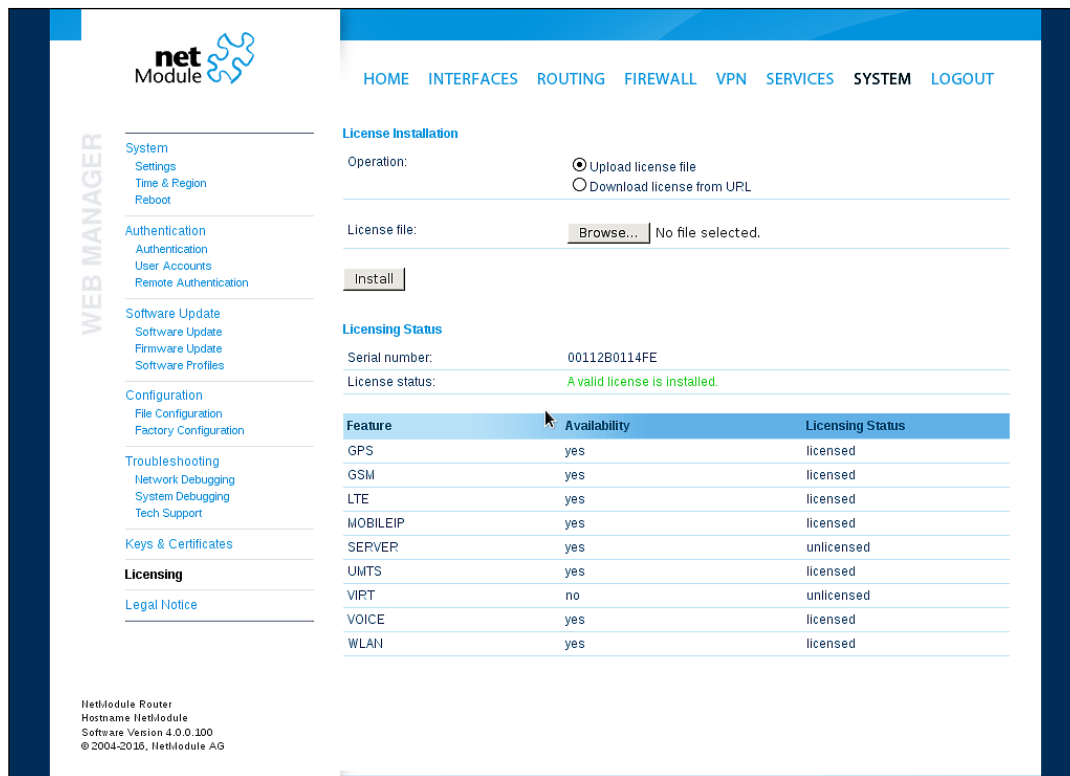 net
Module
HOME INTERFACES ROUTING FIREWALL VPN SERVICES SYSTEM LOGOUT
WEB MANAGER
System
Settings
Time & Region
Reboot
Authentication
Authentication
User Accounts
Remote Authentication
Software Update
Software Update
Firmware Update
Software Profiles
Configuration
File Configuration
Factory Configuration
Troubleshooting
Network Debugging
System Debugging
Tech Support
Keys & Certificates
Licensing
Legal Notice
License Installation
Operation:
Upload license file
Download license from URL
License file: Browse... No file selected.
Install
Licensing Status
Serial number: 00112B0114FE
License status: A valid license is installed.
Feature Availability Licensing Status
GPS yes licensed
GSM yes licensed
LTE yes licensed
MOBILEIP yes licensed
SERVER yes unlicensed
UMTS yes licensed
VIRT no unlicensed
VOICE yes licensed
WLAN yes licensed
NetModule Router
Hostname NetModule
Software Version 4.0.0.100
© 2004-2016, NetModule AG